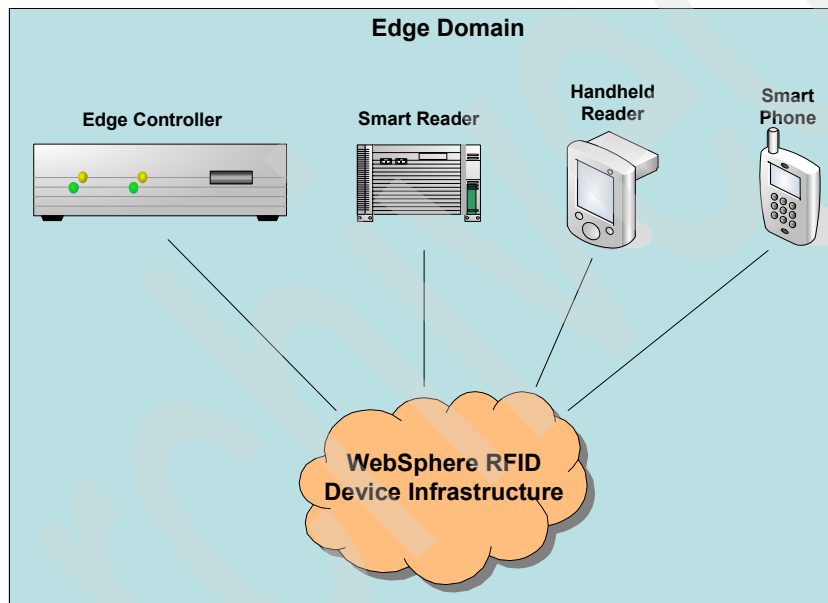 Edge Domain
Edge Controller
Smart Reader
Handheld
Reader
Smart
Phone
WebSphere RFID
Device Infrastructure